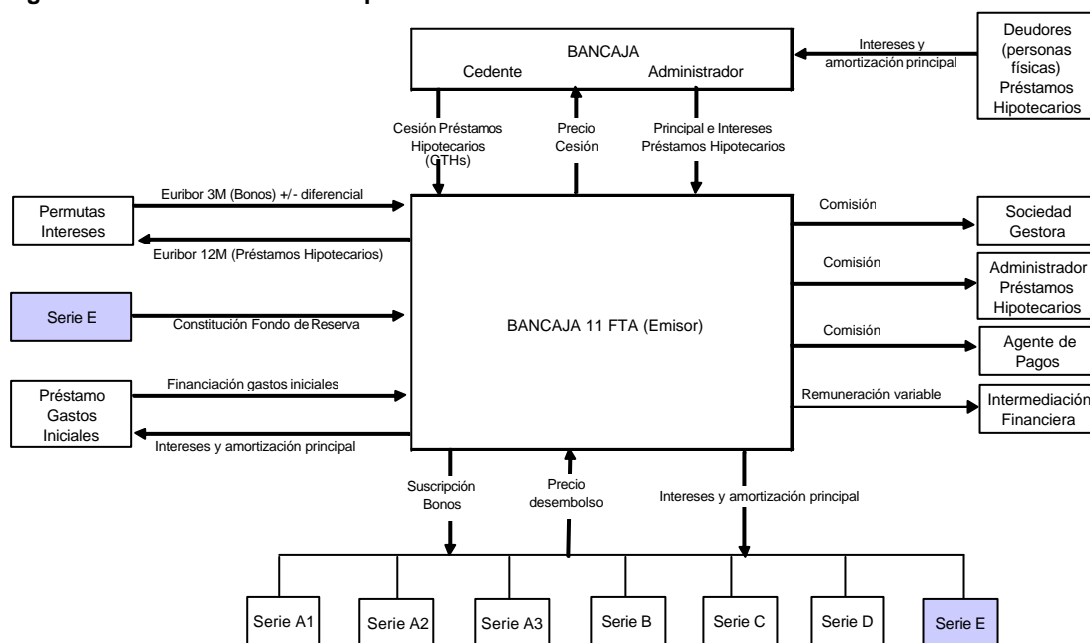 BANCAJA
Cedente
Administrador
Intereses y
amortización principal
Deudores
(personas
físicas)
Préstamos
Hipotecarios
Cesión Préstamos
Hipotecarios
(CTHs)
Precio
Cesión
Principal e Intereses
Préstamos Hipotecarios
Permutas
Intereses
Euribor 3M (Bonos) +/- diferencial
Euribor 12M (Préstamos Hipotecarios)
Serie E
Constitución Fondo de Reserva
Préstamo
Gastos
Iniciales
Financiación gastos iniciales
Intereses y amortización principal
BANCAJA 11 FTA (Emisor)
Comisión
Sociedad
Gestora
Comisión
Administrador
Préstamos
Hipotecarios
Comisión
Agente de
Pagos
Remuneración variable
Intermediación
Financiera
Suscripción
Bonos
Precio
desembolso
Intereses y amortización principal
Serie A1
Serie A2
Serie A3
Serie B
Serie C
Serie D
Serie E